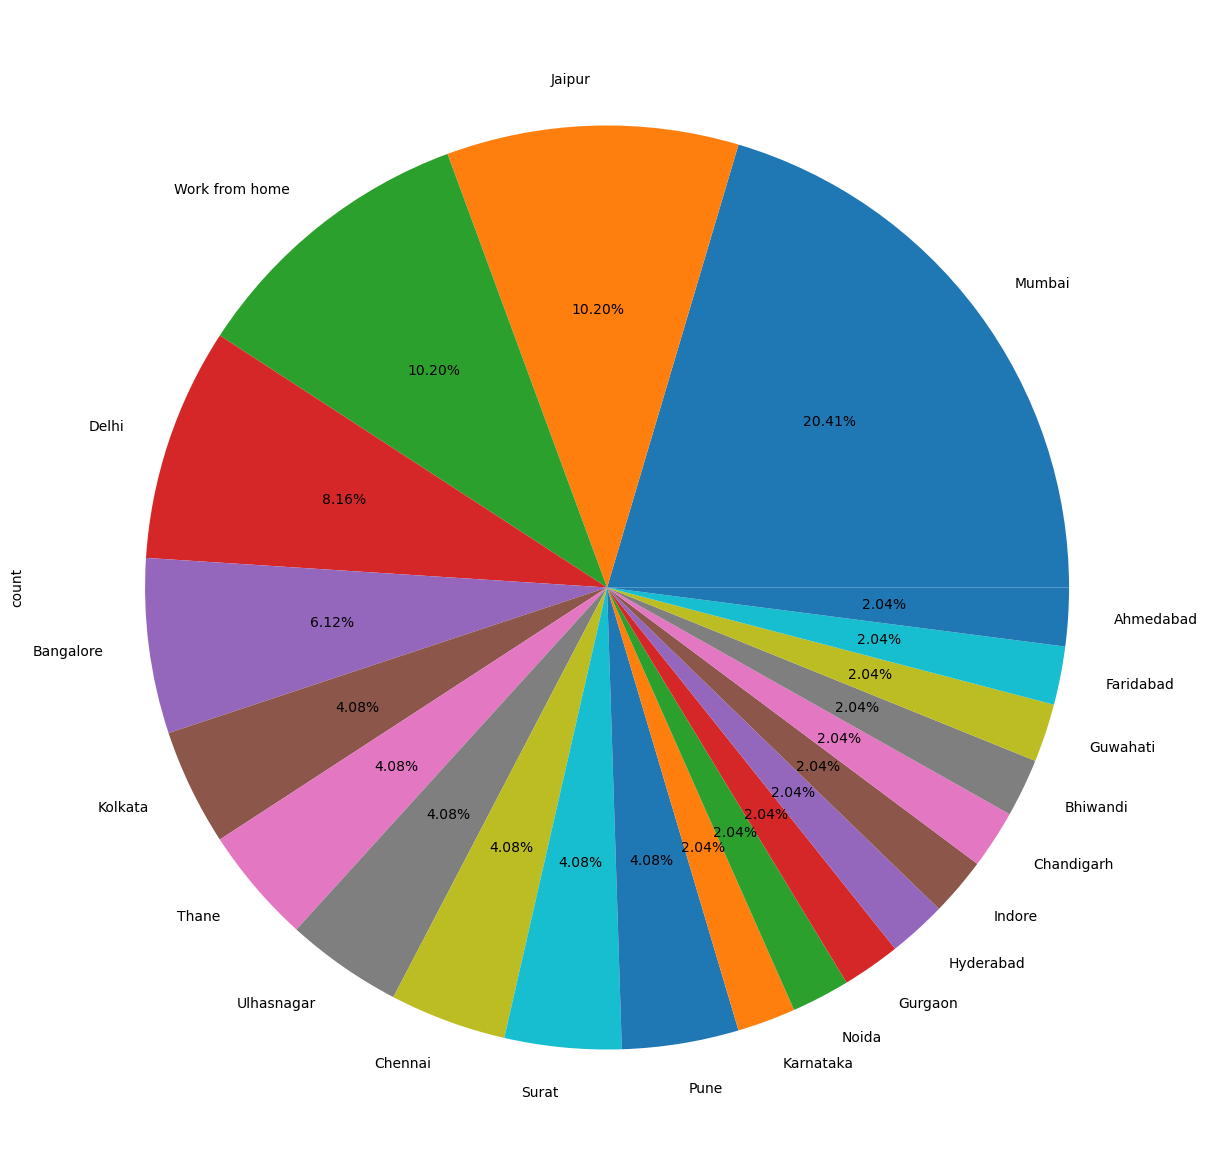 Jaipur
Work from home
Mumbai
10.20%
10.20%
20.41%
Delhi
8.16%
count
2.04%
Ahmedabad
6.12%
2.04%
Bangalore
2.04%
Faridabad
4.08%
2.04%
2.04%
Guwahati
4.08%
2.04%
2.04%
Kolkata
Bhiwandi
4.08%
2.04%
2.04%
4.08%
2.04%
4.08%
4.08%
Chandigarh
Thane
Indore
Hyderabad
Ulhasnagar
Gurgaon
Noida
Chennai
Karnataka
Surat
Pune